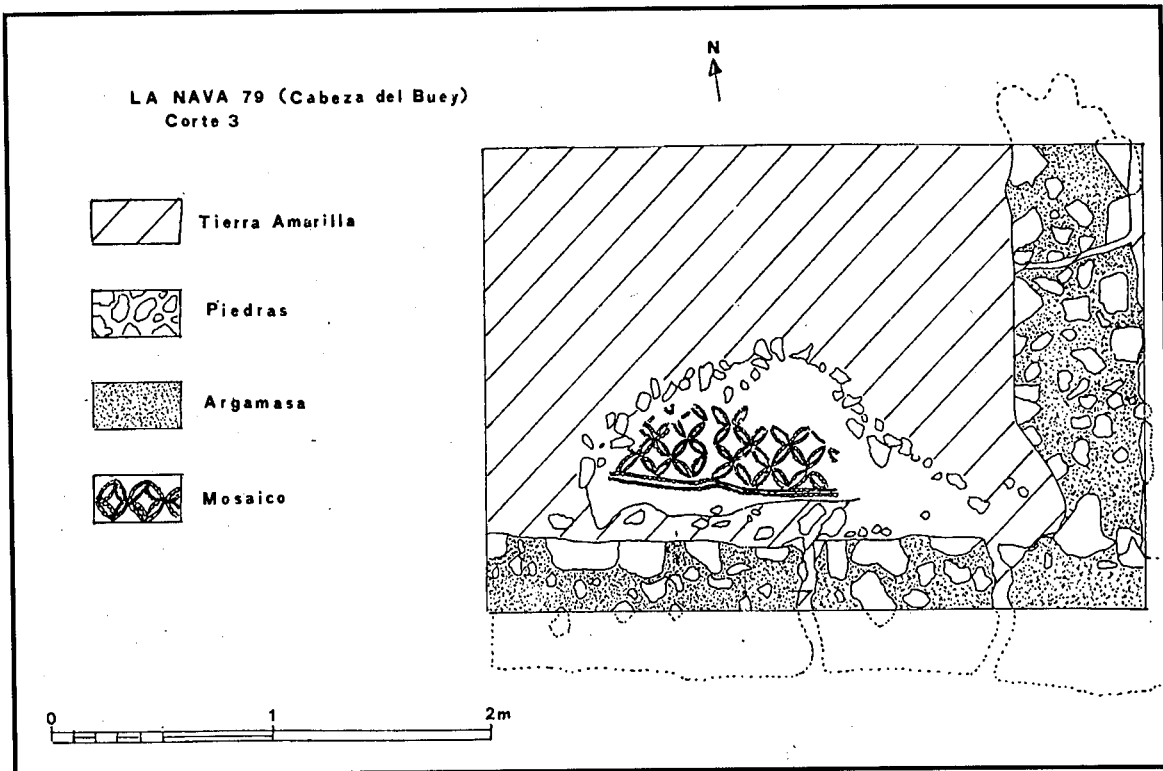 LA NAVA 79 (Cabeza del Buey)
Corte 3
N
Tierra Amarilla
Piedras
Argamasa
Mosaico
0 1 2m